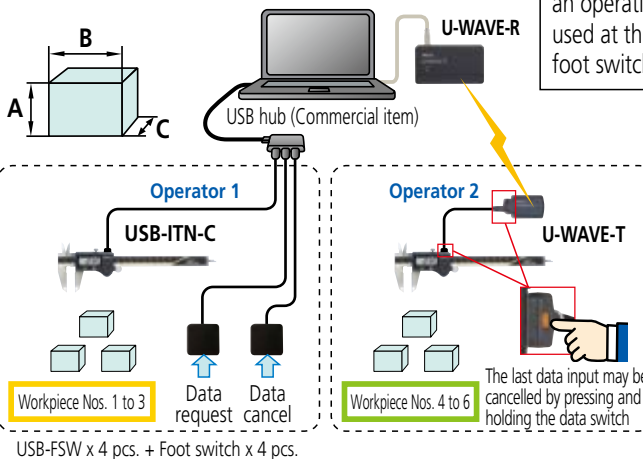 B
A
C
U-WAVE-R
an operati
used at th
foot switch
USB hub (Commercial item)
Operator 1
USB-ITN-C
Workpiece Nos. 1 to 3
Data
request
Data
cancel
Operator 2
U-WAVE-T
Workpiece Nos. 4 to 6
The last data input may be
cancelled by pressing and
holding the data switch
USB-FSW x 4 pcs. + Foot switch x 4 pcs.